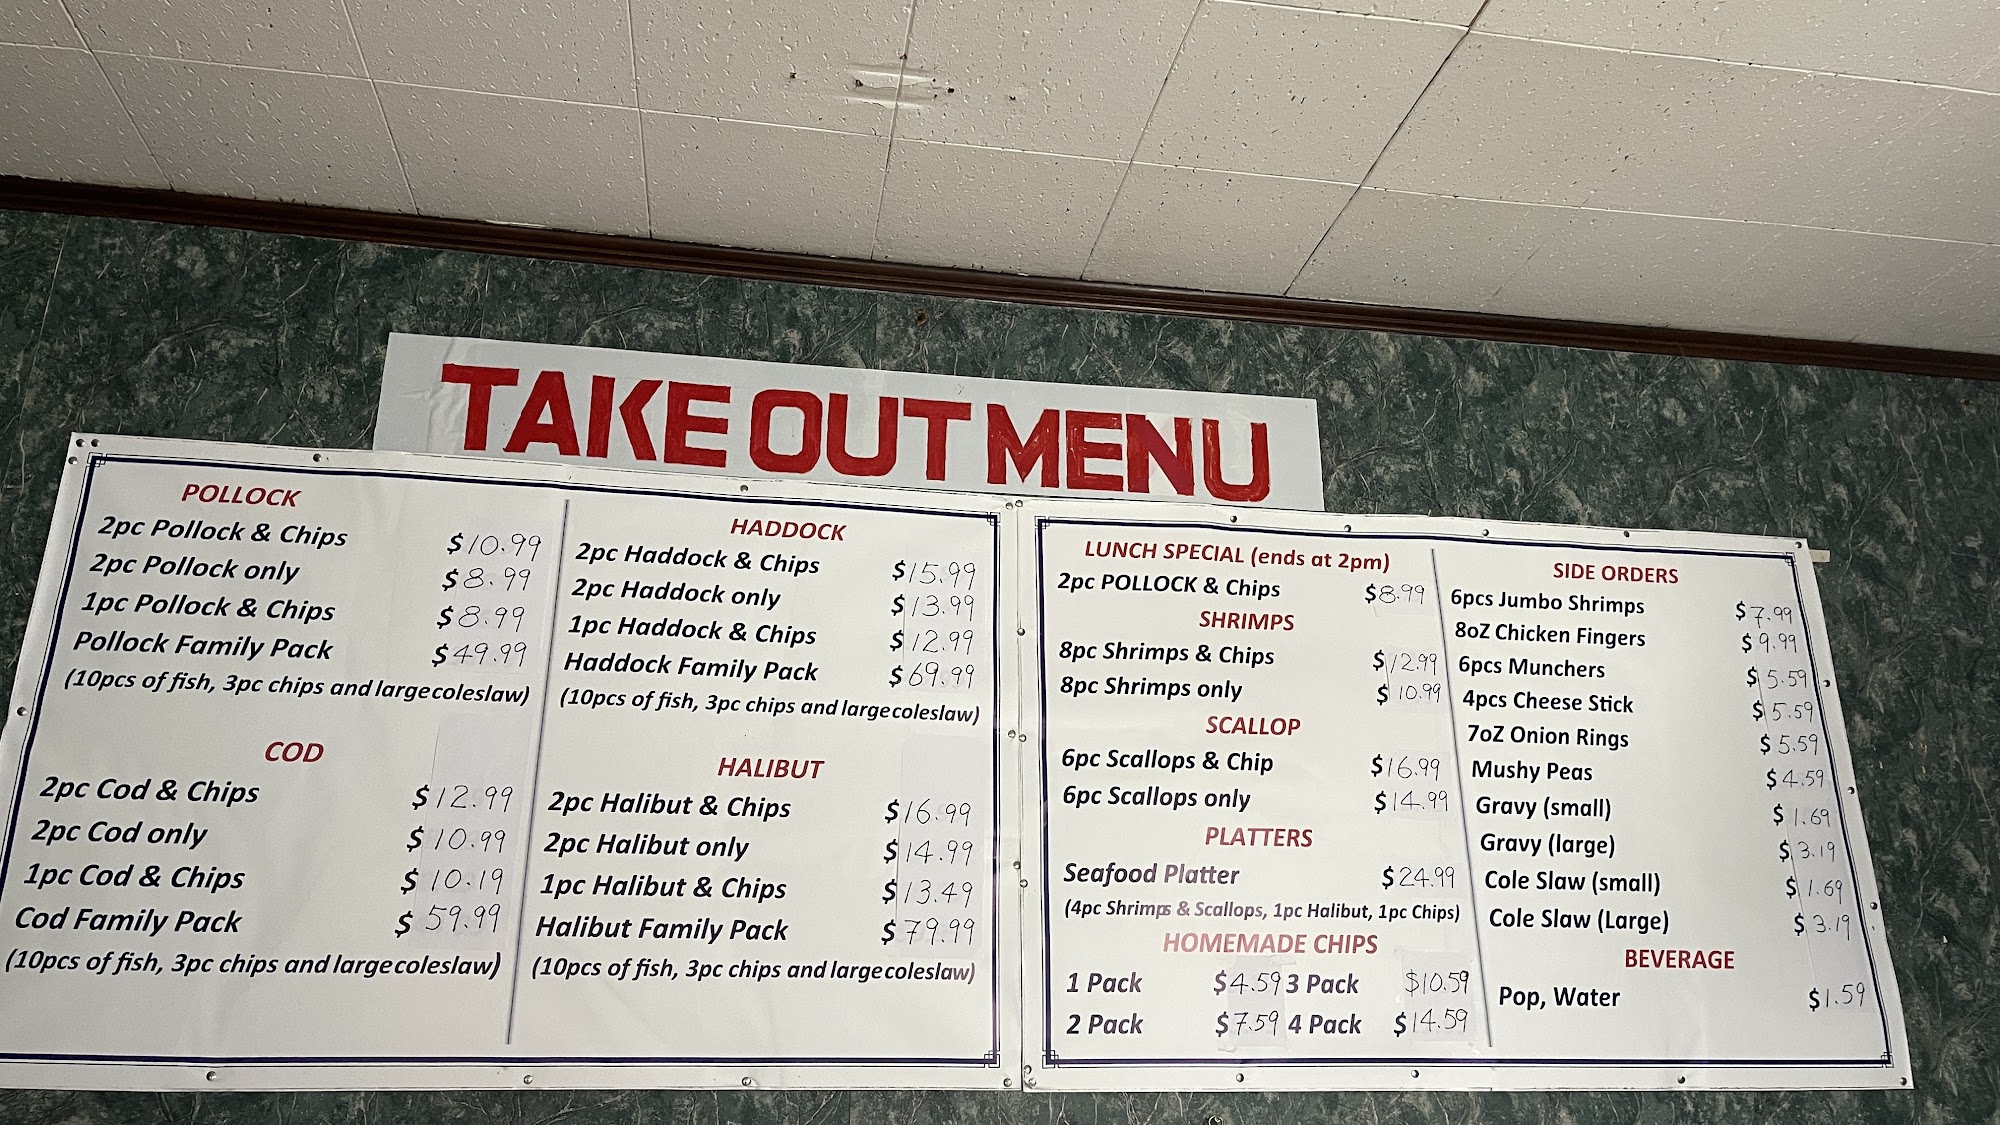 TAKE OUT MENU
POLLOCK
2pc Pollock & Chips $10.99
2pc Pollock only $8.99
1pc Pollock & Chips $8.99
Pollock Family Pack $49.99
(10pcs of fish, 3pc chips and large coleslaw)
COD
2pc Cod & Chips $12.99
2pc Cod only $10.99
1pc Cod & Chips $10.19
Cod Family Pack $59.99
(10pcs of fish, 3pc chips and large coleslaw)
HADDOCK
2pc Haddock & Chips $15.99
2pc Haddock only $13.99
1pc Haddock & Chips $12.99
Haddock Family Pack $69.99
(10pcs of fish, 3pc chips and large coleslaw)
HALIBUT
2pc Halibut & Chips $16.99
2pc Halibut only $14.99
1pc Halibut & Chips $13.49
Halibut Family Pack $79.99
(10pcs of fish, 3pc chips and large coleslaw)
LUNCH SPECIAL (ends at 2pm)
2pc POLLOCK & Chips $8.99
SHRIMPS
8pc Shrimps & Chips $12.99
8pc Shrimps only $10.99
SCALLOP
6pc Scallops & Chip $16.99
6pc Scallops only $14.99
PLATTERS
Seafood Platter $24.99
(4pc Shrimps & Scallops, 1pc Halibut, 1pc Chips)
HOMEMADE CHIPS
1 Pack $4.59 3 Pack $10.59
2 Pack $7.59 4 Pack $14.59
SIDE ORDERS
6pcs Jumbo Shrimps $7.99
8oZ Chicken Fingers $9.99
6pcs Munchers $5.59
4pcs Cheese Stick $5.59
7oZ Onion Rings $5.59
Mushy Peas $4.59
Gravy (small) $1.69
Gravy (large) $3.19
Cole Slaw (small) $1.69
Cole Slaw (Large) $3.19
BEVERAGE
Pop, Water $1.59